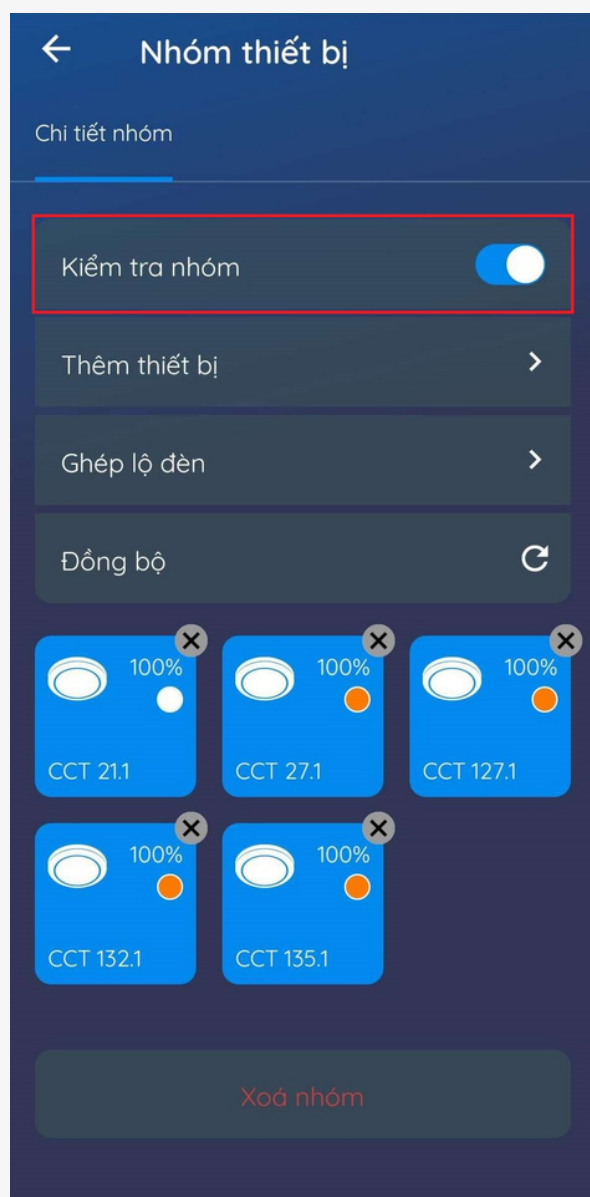 Nhóm thiết bị
Chi tiết nhóm
Kiểm tra nhóm
Thêm thiết bị
Ghép lộ đèn
Đồng bộ
100% 100% 100%
CCT 21.1 CCT 27.1 CCT 127.1
100% 100%
CCT 132.1 CCT 135.1
Xoá nhóm